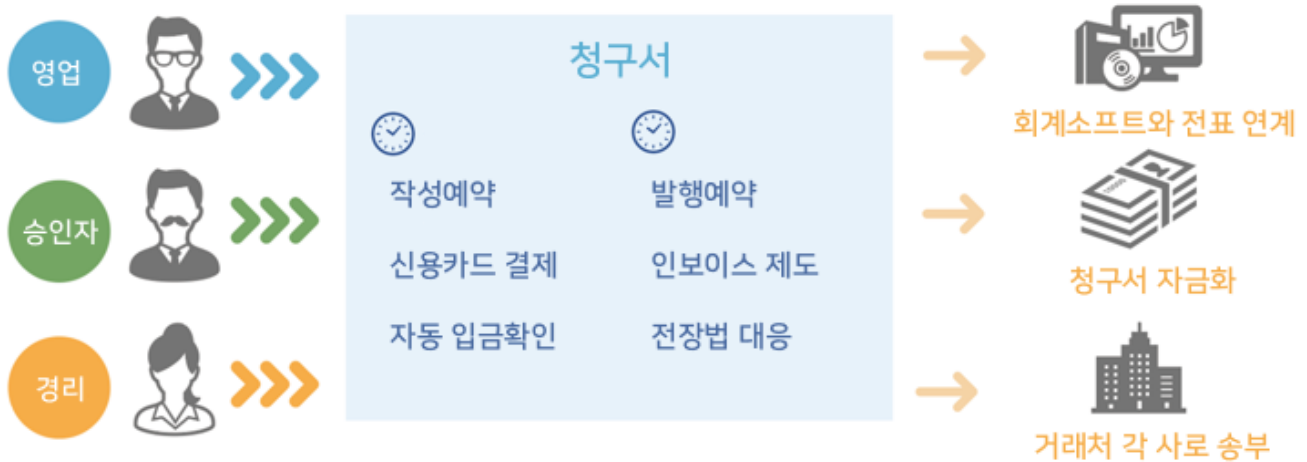 영업
승인자
경리
청구서
작성예약
신용카드 결제
자동 입금확인
발행예약
인보이스 제도
전장법 대응
회계소프트와 전표 연계
10000
청구서 자금화
거래처 각 사로 송부